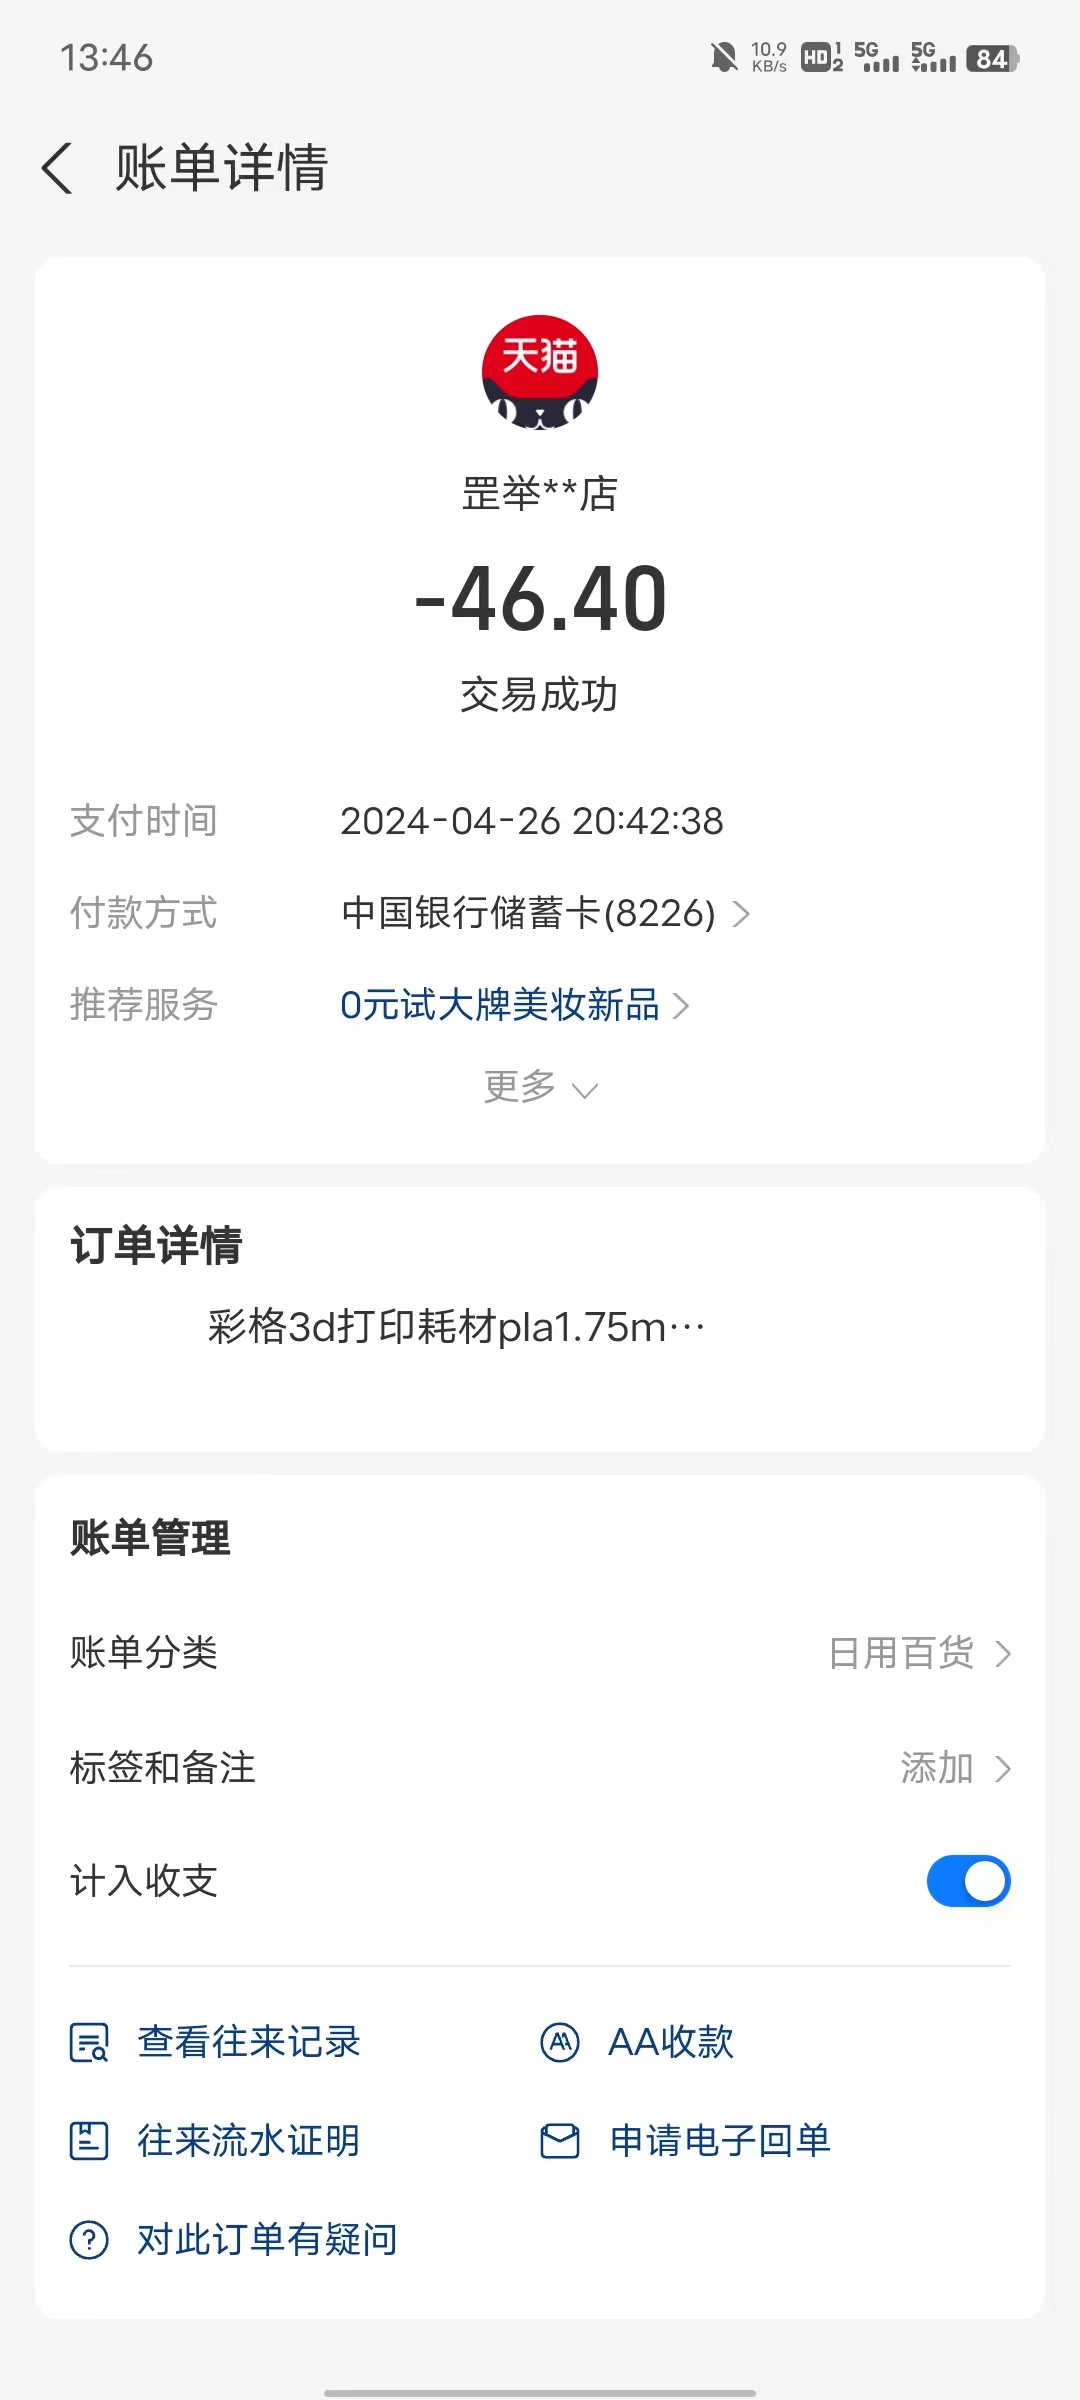 13:46
10.9
KB/s
HD 1 2
5G
5G
84
账单详情
天猫
罡举**店
-46.40
交易成功
支付时间 2024-04-26 20:42:38
付款方式 中国银行储蓄卡(8226)
推荐服务 0元试大牌美妆新品
更多
订单详情
彩格3d打印耗材pla1.75m…
账单管理
账单分类 日用百货
标签和备注 添加
计入收支
查看往来记录 AA收款
往来流水证明 申请电子回单
对此订单有疑问